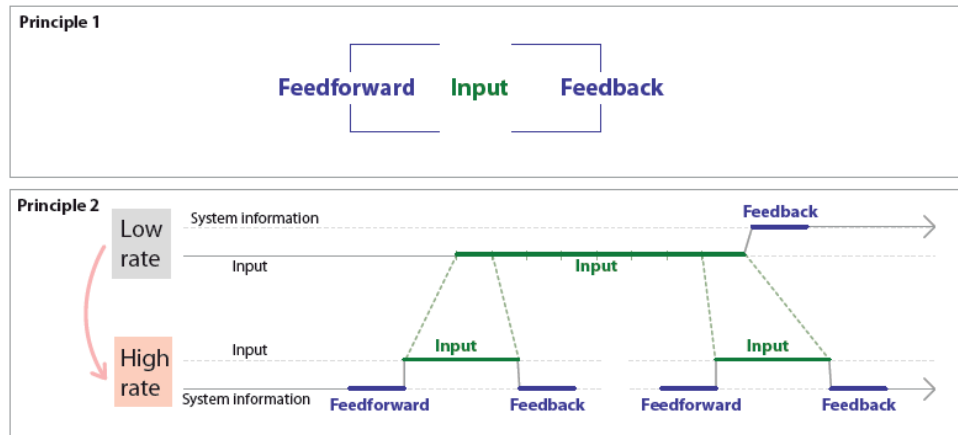 Principle 1
Feedforward Input Feedback
Principle 2
Low
rate
System information
Feedback
Input
Input
High
rate
Input
Input
Input
System information
Feedforward
Feedback
Feedforward
Feedback